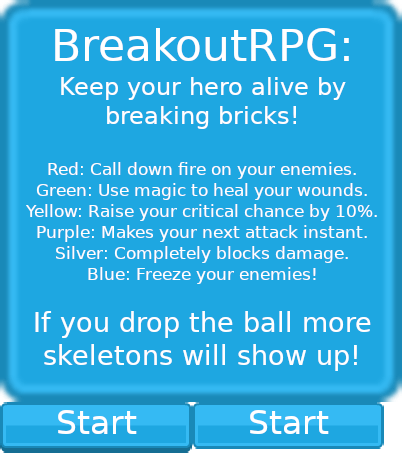 BreakoutRPG:
Keep your hero alive by
breaking bricks!
Red: Call down fire on your enemies.
Green: Use magic to heal your wounds.
Yellow: Raise your critical chance by 10%.
Purple: Makes your next attack instant.
Silver: Completely blocks damage.
Blue: Freeze your enemies!
If you drop the ball more
skeletons will show up!
Start
Start